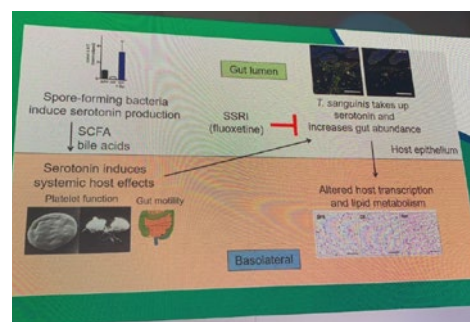 Gut lumen
Spore-forming bacteria
induce serotonin production
SCFA
bile acids
SSRI
(fluoxetine)
T. sanguinis takes up
serotonin and
increases gut abundance
Host epithelium
Serotonin induces
systemic host effects
Platelet function
Gut motility
Altered host transcription
and lipid metabolism
Basolateral